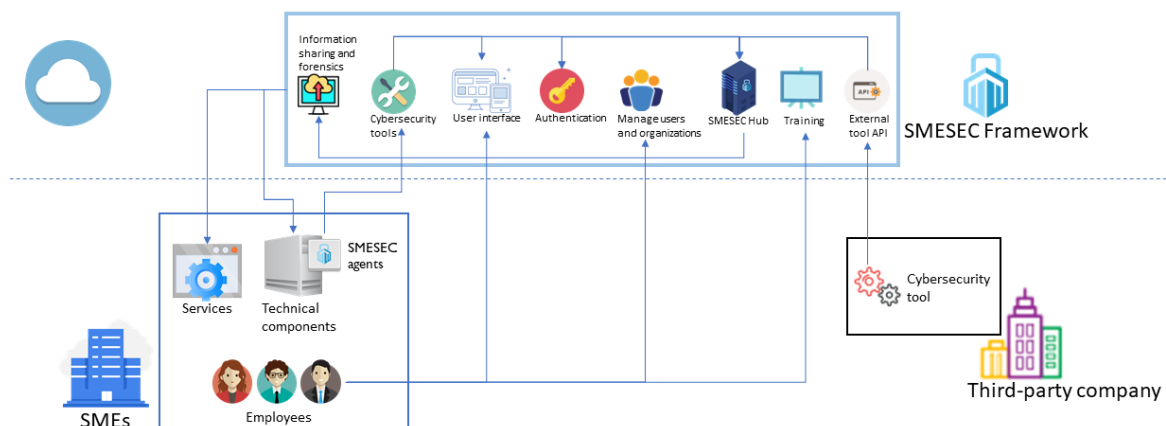 Information
sharing and
forensics
Cybersecurity
tools
User interface
Authentication
Manage users
and organizations
SMESEC Hub
Training
API
External
tool API
SMESEC Framework
SMESEC
agents
Services
Technical
components
Employees
SMEs
Cybersecurity
tool
Third-party company